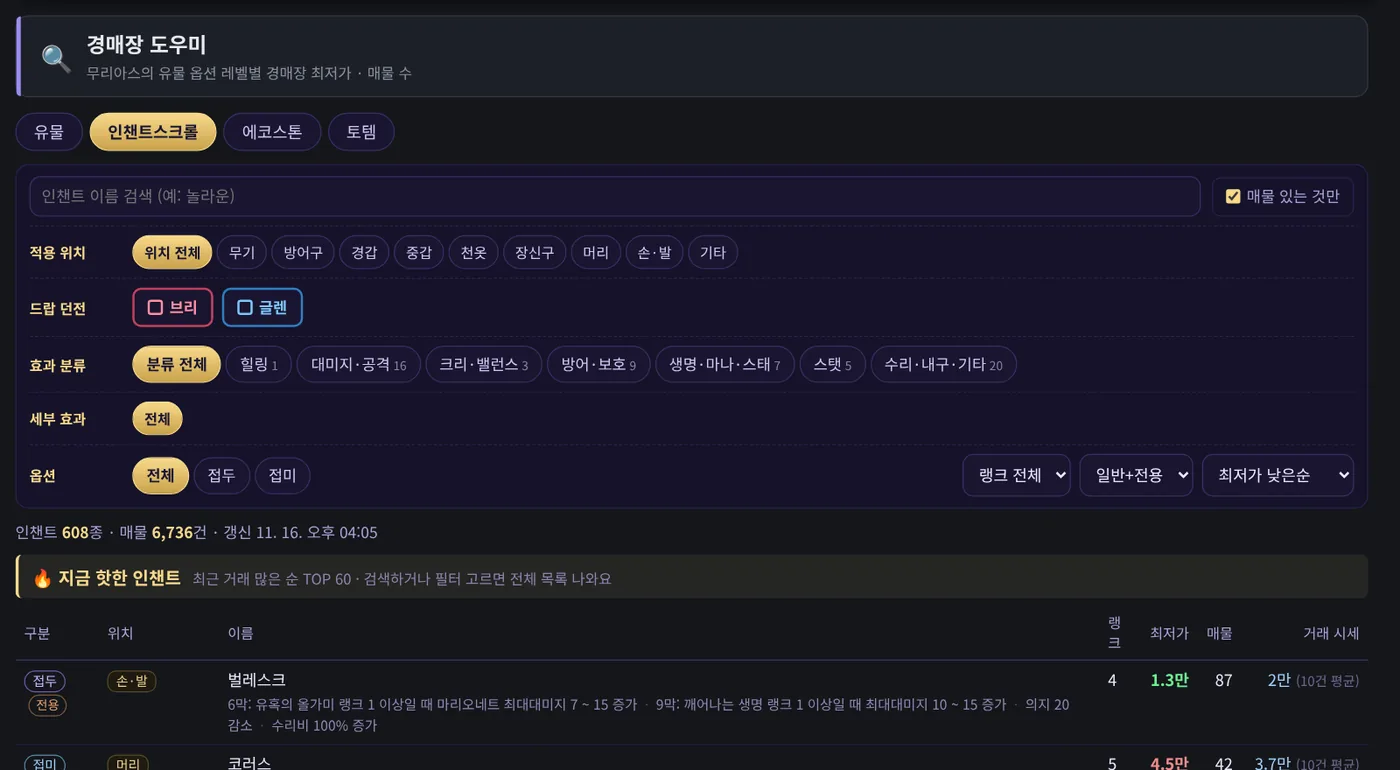 경매장 도우미
무리아스의 유물 옵션 레벨별 경매장 최저가 · 매물 수
유물 인챈트스크롤 에코스톤 토템
인챈트 이름 검색 (예: 놀라운) 매물 있는 것만
적용 위치 위치 전체 무기 방어구 경갑 중갑 천옷 장신구 머리 손·발 기타
드랍 던전 브리 글렌
효과 분류 분류 전체 힐링 1 대미지·공격 16 크리·밸런스 3 방어·보호 9 생명·마나·스태 7 스탯 5 수리·내구·기타 20
세부 효과 전체
옵션 전체 접두 접미 랭크 전체 일반+전용 최저가 낮은순
인챈트 608종 · 매물 6,736건 · 갱신 11. 16. 오후 04:05
🔥 지금 핫한 인챈트 최근 거래 많은 순 TOP 60 · 검색하거나 필터 고르면 전체 목록 나와요
구분 위치 이름 랭크 최저가 매물 거래 시세
접두 손·발 벌레스크 4 1.3만 87 2만 (10건 평균)
전용 6막: 유혹의 올가미 랭크 1 이상일 때 마리오네트 최대대미지 7 ~ 15 증가 · 9막: 깨어나는 생명 랭크 1 이상일 때 최대대미지 10 ~ 15 증가 · 의지 20
감소 · 수리비 100% 증가
접미 머리 코러스 5 4.5만 42 3.7만 (10건 평균)